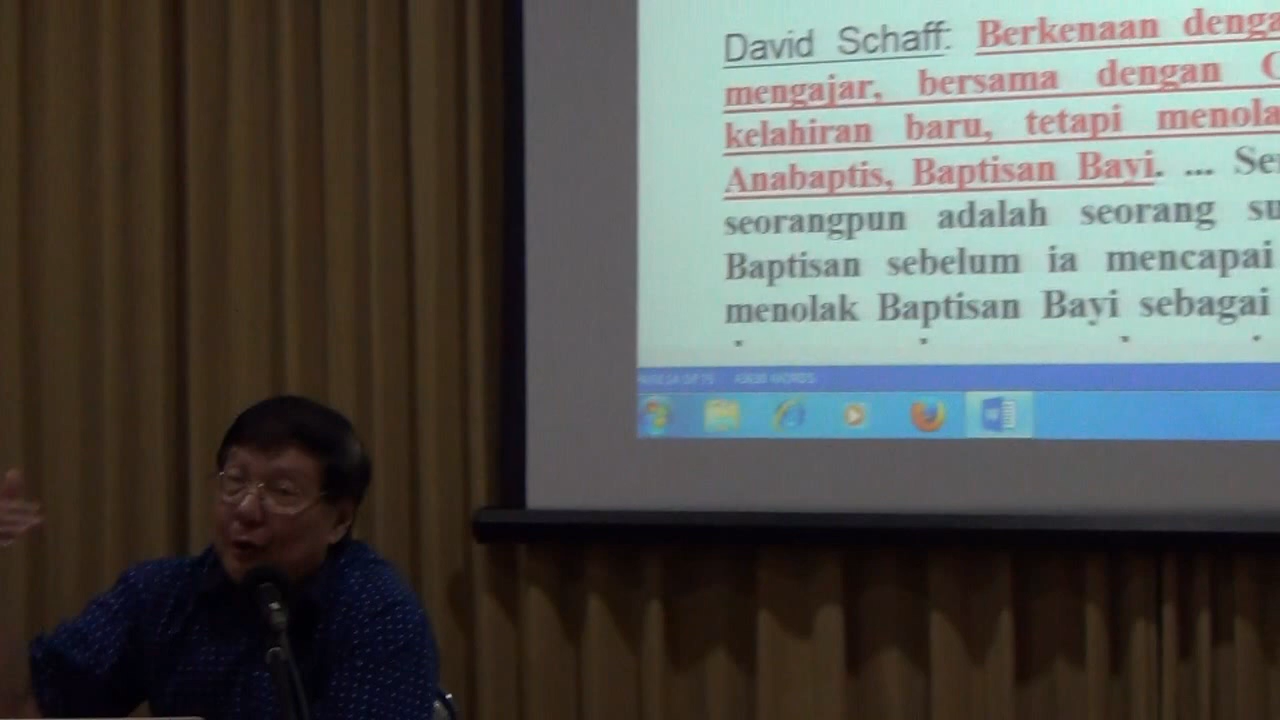 David Schaff: Berkenaan denga
mengajar, bersama dengan C
kelahiran baru, tetapi menola
Anabaptis, Baptisan Bayi. ... Se
seorangpun adalah seorang su
Baptisan sebelum ia mencapai
menolak Baptisan Bayi sebagai